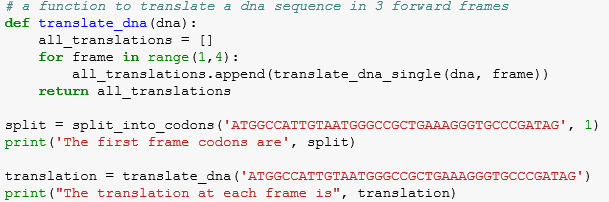 # a function to translate a dna sequence in 3 forward frames
def translate_dna(dna):
    all_translations = []
    for frame in range(1,4):
        all_translations.append(translate_dna_single(dna, frame))
    return all_translations

split = split_into_codons('ATGGCCATTGTAATGGGCCGCTGAAAGGGTGCCCGATAG', 1)
print('The first frame codons are', split)

translation = translate_dna('ATGGCCATTGTAATGGGCCGCTGAAAGGGTGCCCGATAG')
print("The translation at each frame is", translation)